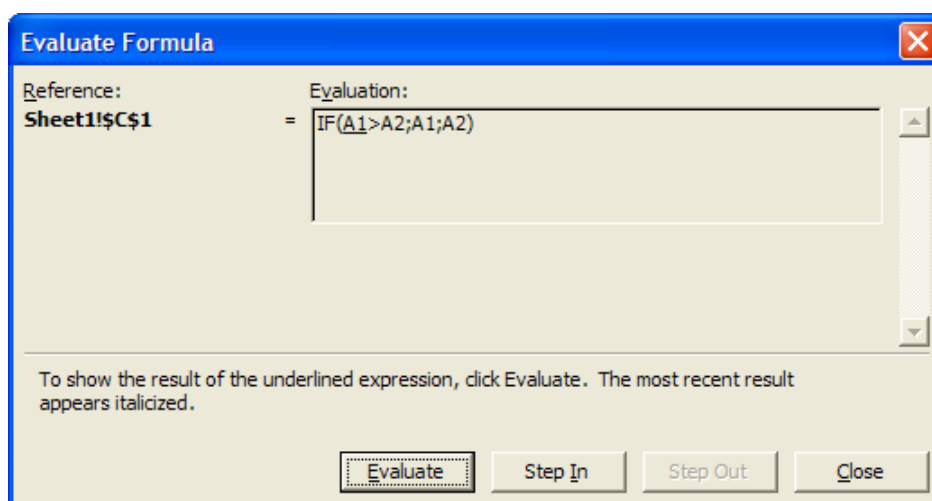 Evaluate Formula
Reference:
Evaluation:
Sheet1!$C$1
=
IF(A1>A2;A1;A2)
To show the result of the underlined expression, click Evaluate. The most recent result
appears italicized.
Evaluate
Step In
Step Out
Close